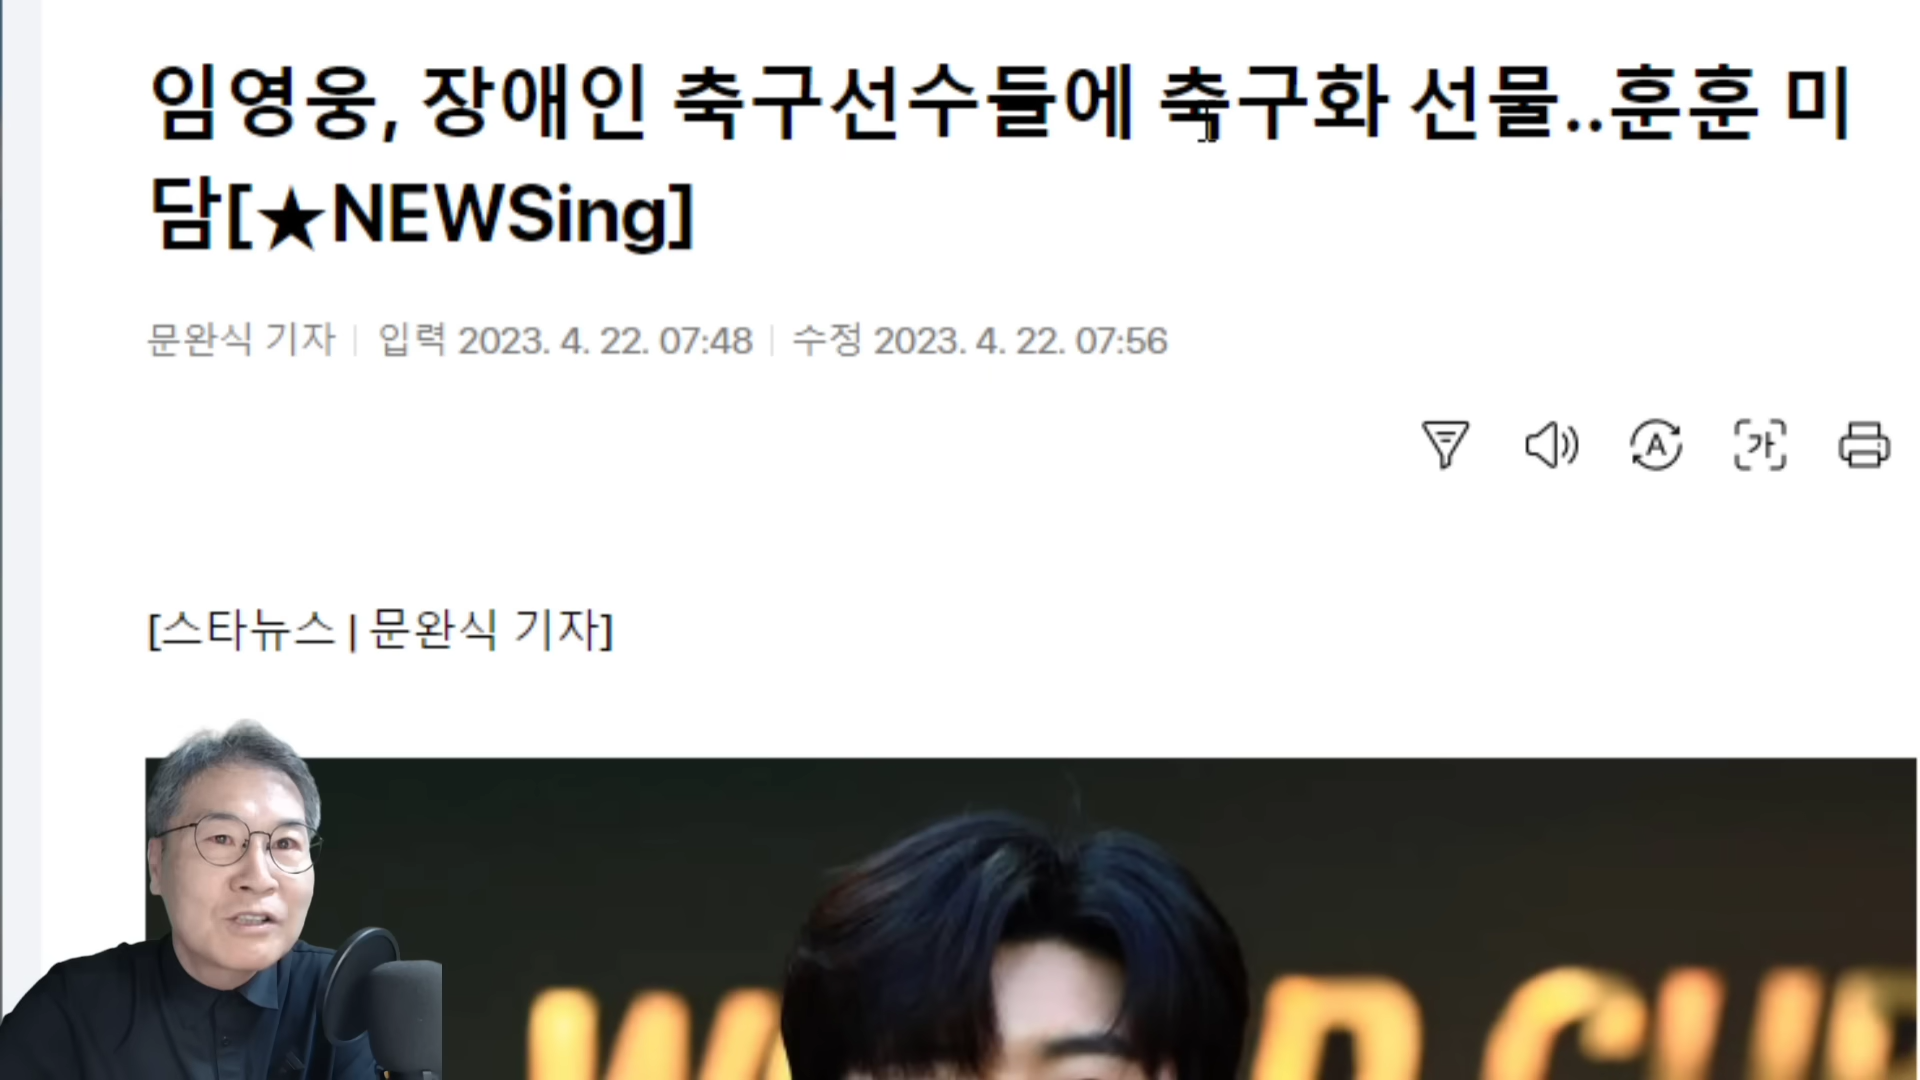 임영웅, 장애인 축구선수들에 축구화 선물..훈훈 미
담[★NEWSing]
문완식 기자 | 입력 2023. 4. 22. 07:48 | 수정 2023. 4. 22. 07:56
A 가
[스타뉴스 | 문완식 기자]